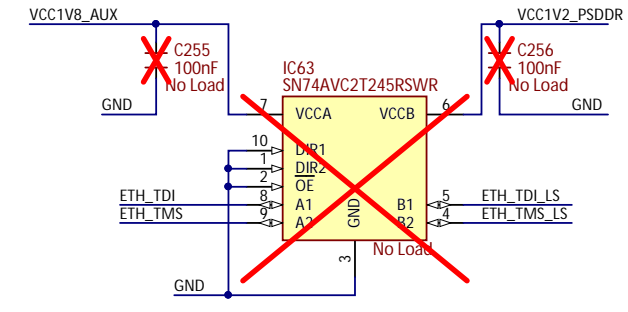 VCC1V8_AUX
VCC1V2_PSDDR
C255
100nF
No Load
C256
100nF
No Load
IC63
SN74AVC2T245RSWR
GND
GND
7
VCCA
VCCB
6
10
DIR1
1
DIR2
2
OE
ETH_TDI
8
A1
B1
5
ETH_TDI_LS
ETH_TMS
9
A2
GND
B2
4
ETH_TMS_LS
No Load
3
GND